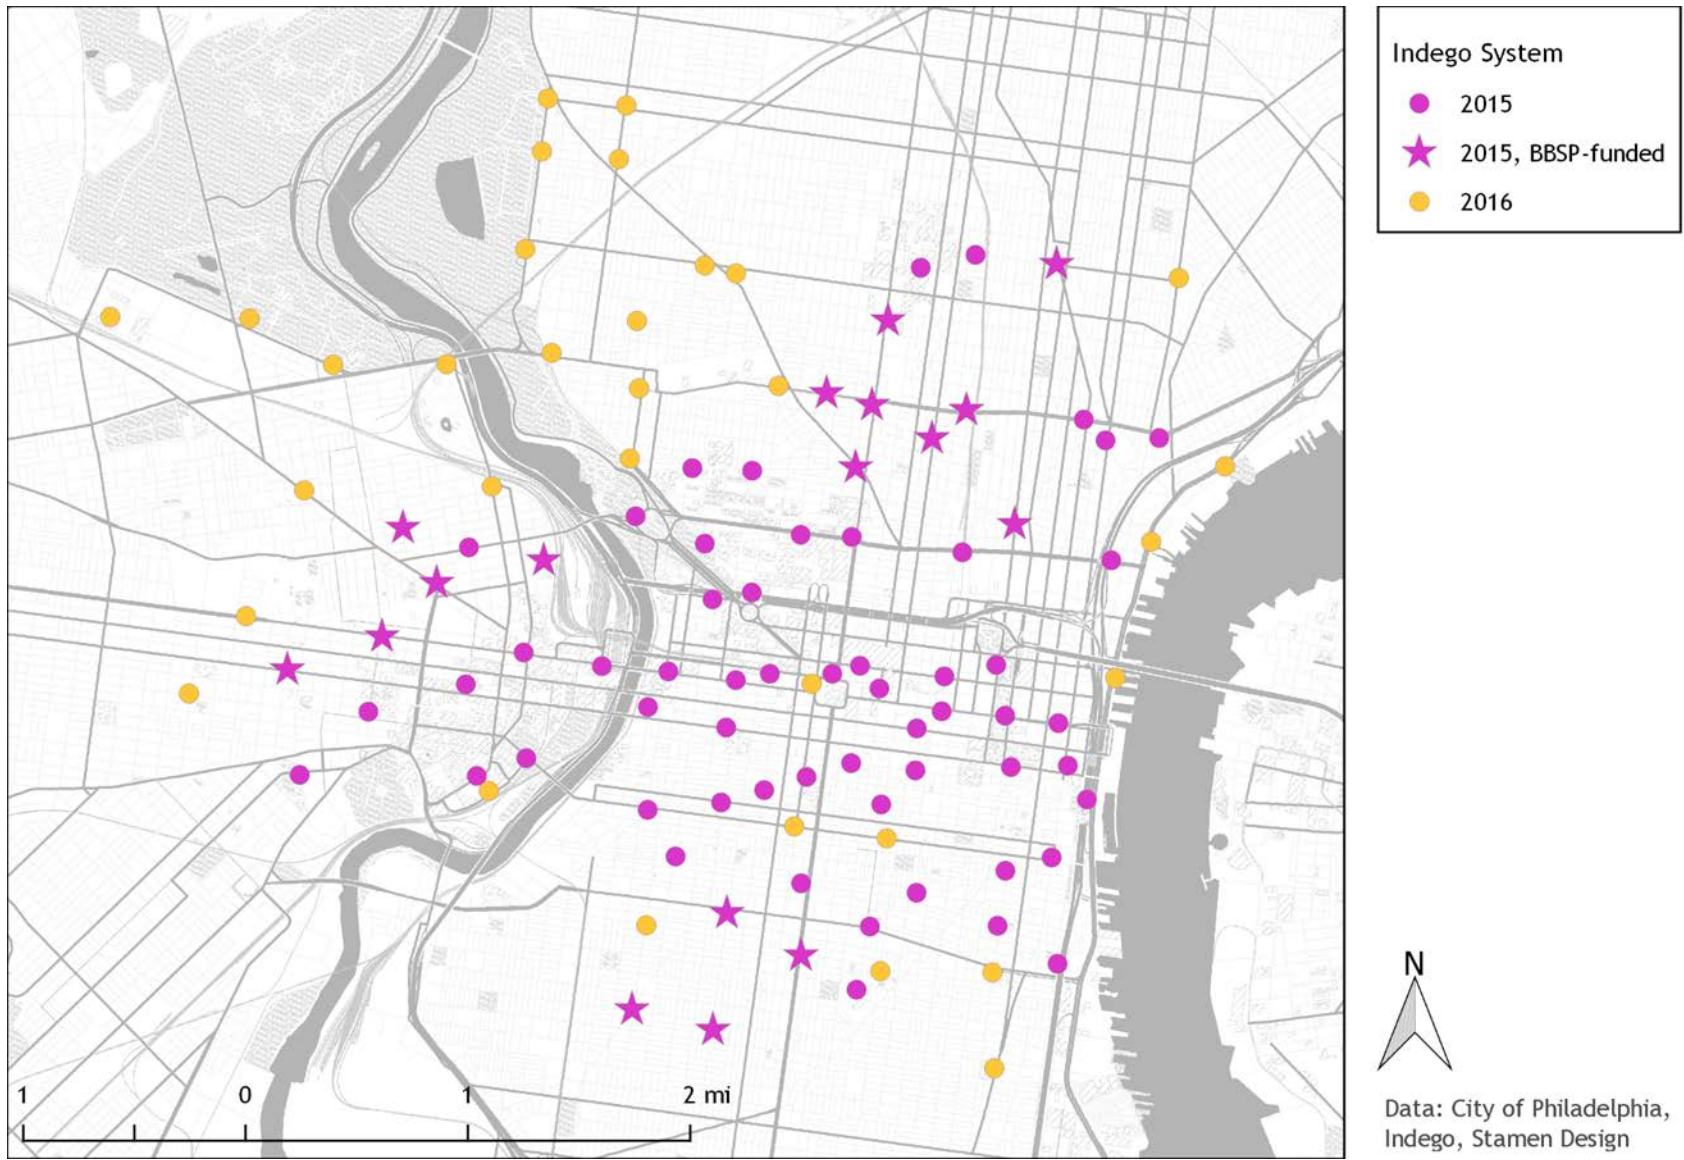 Indego System
2015
2015, BBSP-funded
2016
N
1 0 1 2 mi
Data: City of Philadelphia,
Indego, Stamen Design